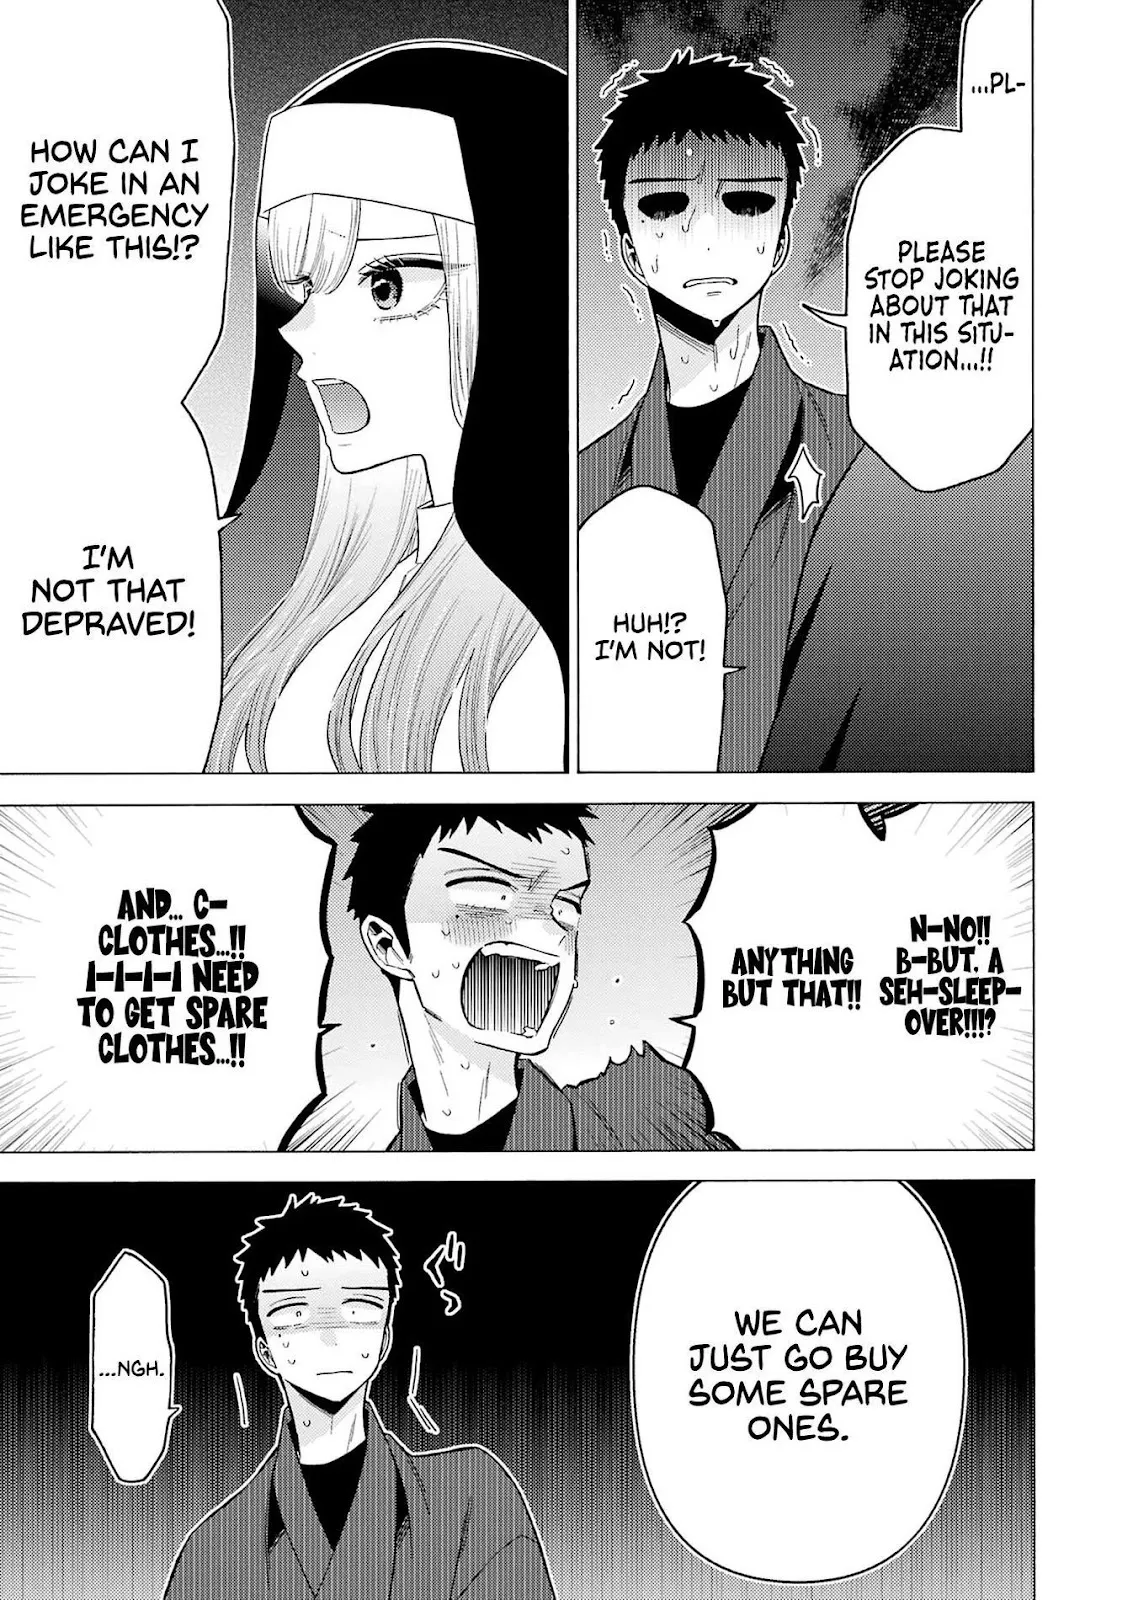 ...PL-
PLEASE
STOP JOKING
ABOUT THAT
IN THIS SITU-
ATION...!!
HUH!?
I'M NOT!
HOW CAN I
JOKE IN AN
EMERGENCY
LIKE THIS!?
I'M
NOT THAT
DEPRAVED!
N-NO!!
B-BUT, A
SEH-SLEEP-
OVER!!!?
ANYTHING
BUT THAT!!
AND... C-
CLOTHES...!!
I-I-I-I NEED
TO GET SPARE
CLOTHES...!!
WE CAN
JUST GO BUY
SOME SPARE
ONES.
...NGH.